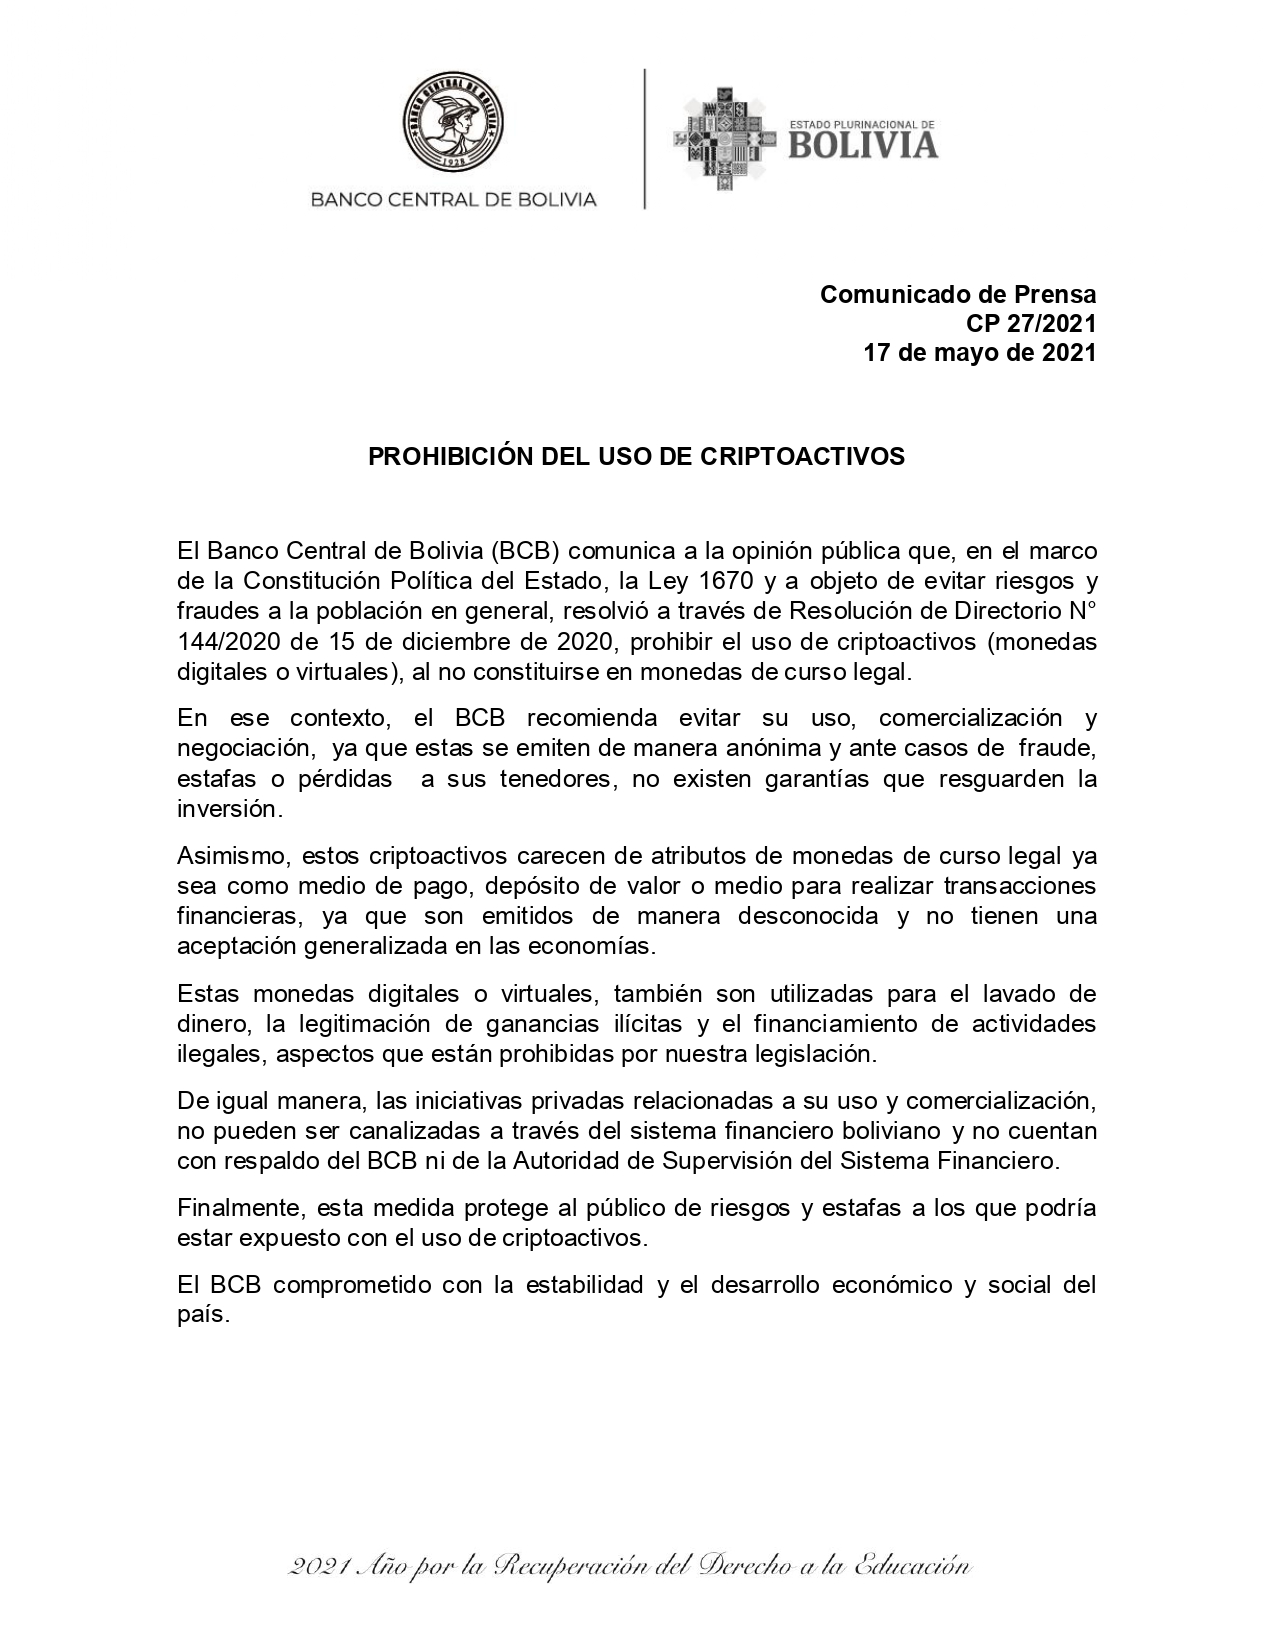 BANCO CENTRAL DE BOLIVIA
1928
BANCO CENTRAL DE BOLIVIA
ESTADO PLURINACIONAL DE
BOLIVIA
Comunicado de Prensa
CP 27/2021
17 de mayo de 2021
PROHIBICIÓN DEL USO DE CRIPTOACTIVOS
El Banco Central de Bolivia (BCB) comunica a la opinión pública que, en el marco
de la Constitución Política del Estado, la Ley 1670 y a objeto de evitar riesgos y
fraudes a la población en general, resolvió a través de Resolución de Directorio N°
144/2020 de 15 de diciembre de 2020, prohibir el uso de criptoactivos (monedas
digitales o virtuales), al no constituirse en monedas de curso legal.
En ese contexto, el BCB recomienda evitar su uso, comercialización y
negociación, ya que estas se emiten de manera anónima y ante casos de fraude,
estafas o pérdidas a sus tenedores, no existen garantías que resguarden la
inversión.
Asimismo, estos criptoactivos carecen de atributos de monedas de curso legal ya
sea como medio de pago, depósito de valor o medio para realizar transacciones
financieras, ya que son emitidos de manera desconocida y no tienen una
aceptación generalizada en las economías.
Estas monedas digitales o virtuales, también son utilizadas para el lavado de
dinero, la legitimación de ganancias ilícitas y el financiamiento de actividades
ilegales, aspectos que están prohibidas por nuestra legislación.
De igual manera, las iniciativas privadas relacionadas a su uso y comercialización,
no pueden ser canalizadas a través del sistema financiero boliviano y no cuentan
con respaldo del BCB ni de la Autoridad de Supervisión del Sistema Financiero.
Finalmente, esta medida protege al público de riesgos y estafas a los que podría
estar expuesto con el uso de criptoactivos.
El BCB comprometido con la estabilidad y el desarrollo económico y social del
país.
2021 Año por la Recuperación del Derecho a la Educación